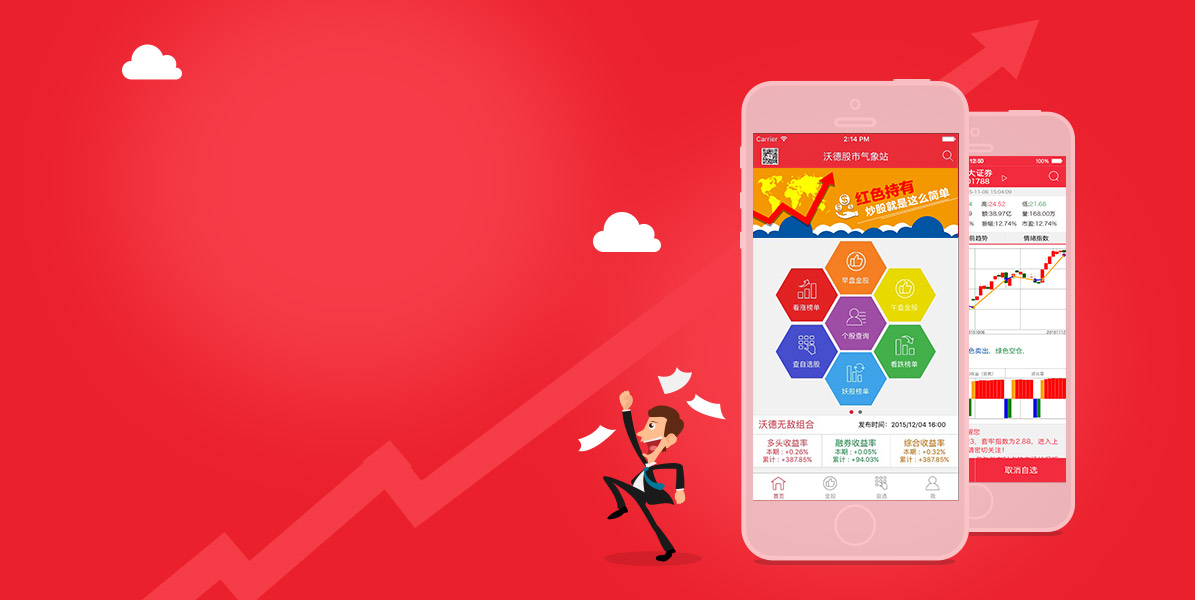 Carrier 2:14 PM
沃德股市气象站
红色持有
炒股就是这么简单
早盘金股
看涨榜单
午盘金股
个股查询
查自选股
看跌榜单
妖股榜单
沃德无敌组合 发布时间：2015/12/04 16:00
多头收益率 融券收益率 综合收益率
本期：+0.26% 本期：+0.05% 本期：+0.32%
累计：+387.85% 累计：+94.03% 累计：+387.85%
首页 金股 自选 我
12:00 100%
大证券
01788
5-11-06 15:04:09
4 高:24.52 低:21.68
9 额:38.97亿 量:168.00万
% 振幅:12.74% 市盈:12.74%
前趋势 情绪指数
色卖出，绿色空仓。
醒您
3，套牢指数为2.88，进入上
请密切关注！
取消自选